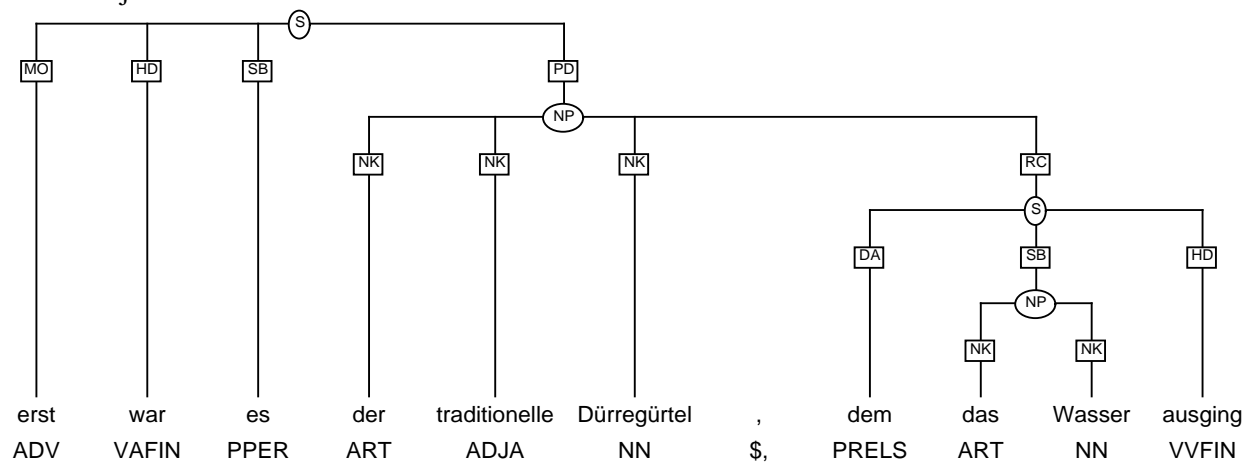 S
MO HD SB PD
NP
NK NK NK RC
S
DA SB HD
NP
NK NK
erst war es der traditionelle Dürregürtel , dem das Wasser ausging
ADV VAFIN PPER ART ADJA NN $, PRELS ART NN VVFIN